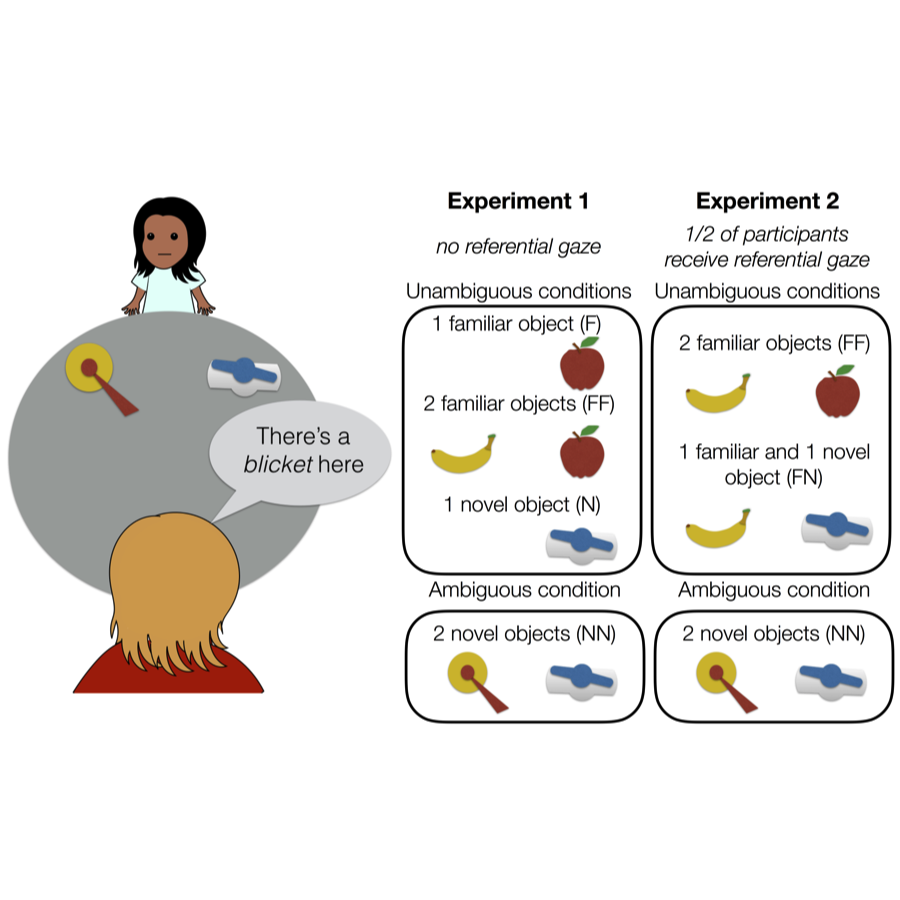 There's a
blicket here
Experiment 1
no referential gaze
Unambiguous conditions
1 familiar object (F)
2 familiar objects (FF)
1 novel object (N)
Ambiguous condition
2 novel objects (NN)
Experiment 2
1/2 of participants
receive referential gaze
Unambiguous conditions
2 familiar objects (FF)
1 familiar and 1 novel
object (FN)
Ambiguous condition
2 novel objects (NN)